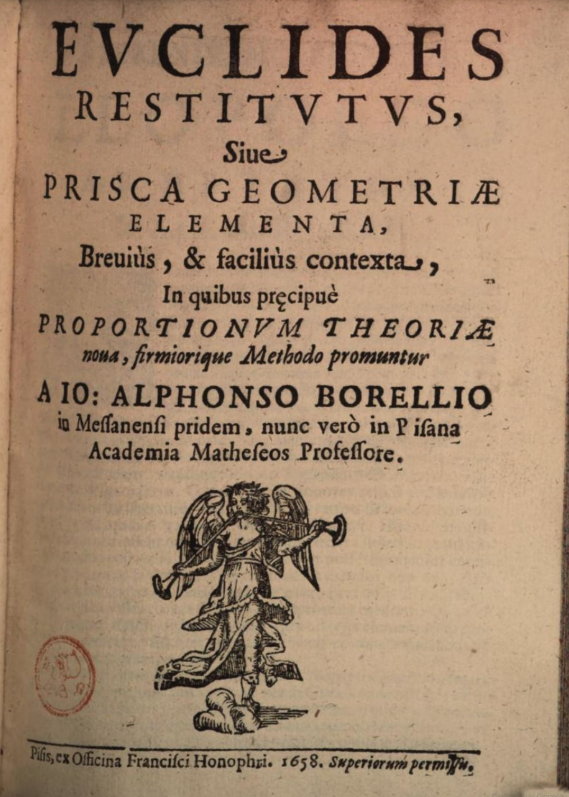 EVCLIDES
RESTITVTVS,
Siue
PRISCA GEOMETRIÆ
ELEMENTA,
Breuiùs, & faciliùs contexta,
In quibus pręcipuè
PROPORTIONVM THEORIÆ
noua, firmiorique Methodo promuntur
A IO: ALPHONSO BORELLIO
in Meſſanenſi pridem, nunc verò in Piſana
Academia Matheſeos Profeſſore.
Piſis, ex Officina Franciſci Honophri. 1658. Superiorum permiſſu.